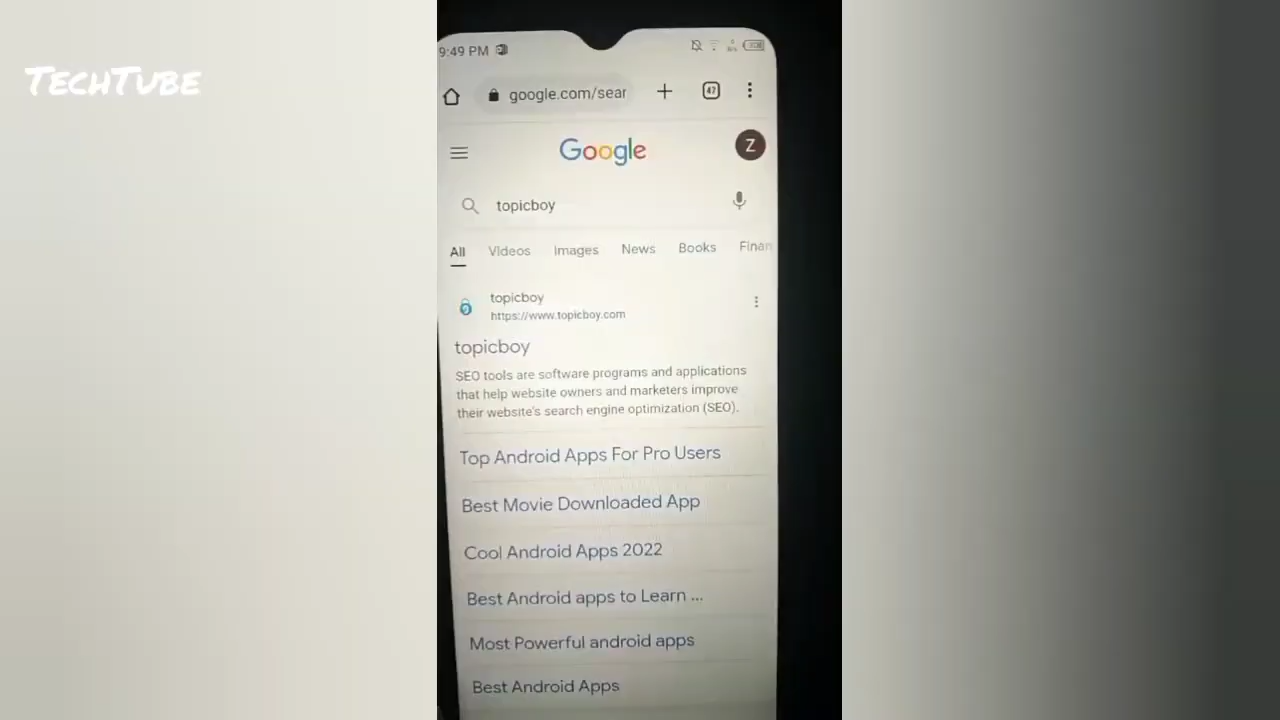 TechTube
9:49 PM
google.com/sear
47
Google
Z
topicboy
All Videos Images News Books Finan
topicboy
https://www.topicboy.com
topicboy
SEO tools are software programs and applications
that help website owners and marketers improve
their website's search engine optimization (SEO).
Top Android Apps For Pro Users
Best Movie Downloaded App
Cool Android Apps 2022
Best Android apps to Learn ...
Most Powerful android apps
Best Android Apps